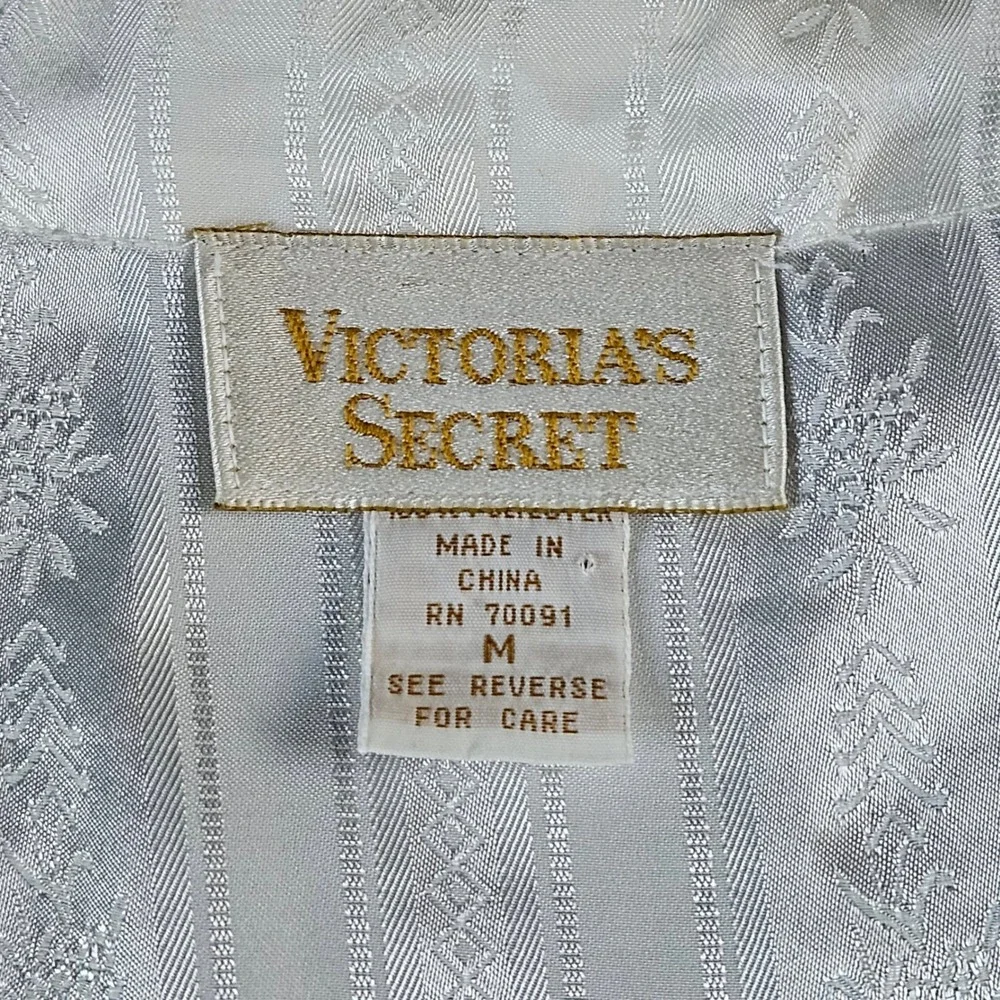 VICTORIA'S
SECRET
MADE IN
CHINA
RN 70091
M
SEE REVERSE
FOR CARE